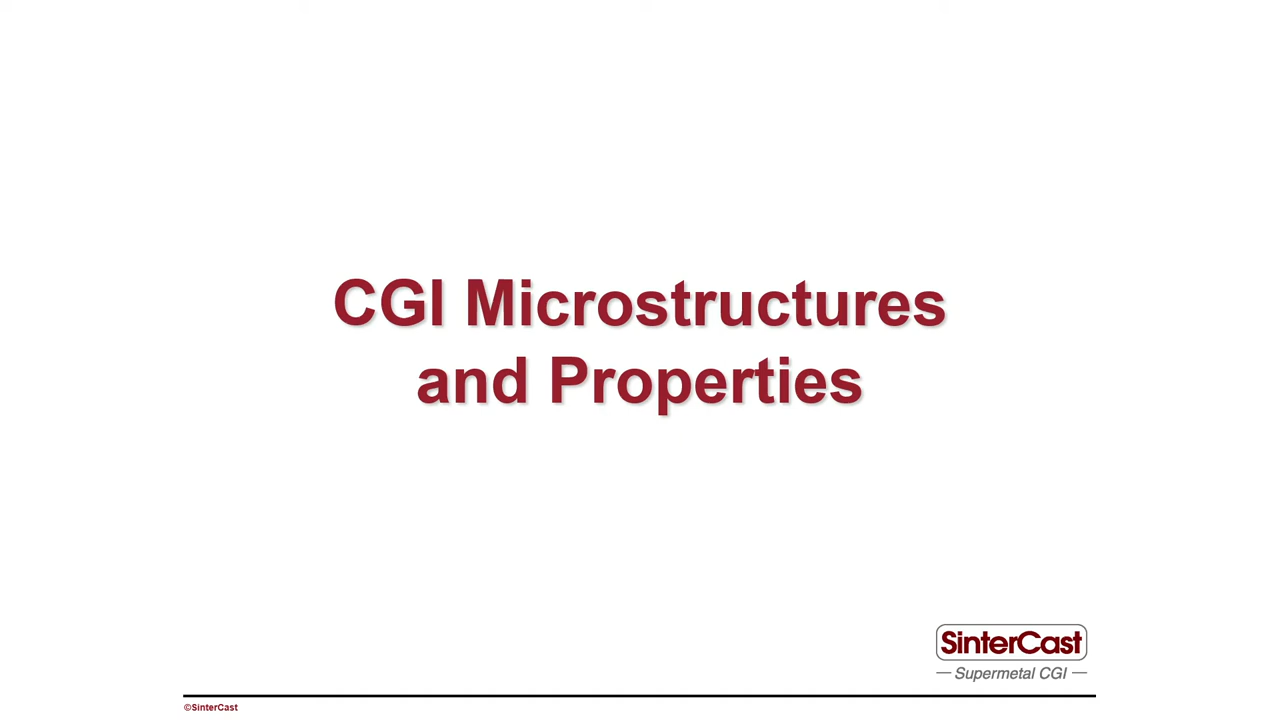 CGI Microstructures
and Properties
SinterCast
Supermetal CGI
©SinterCast